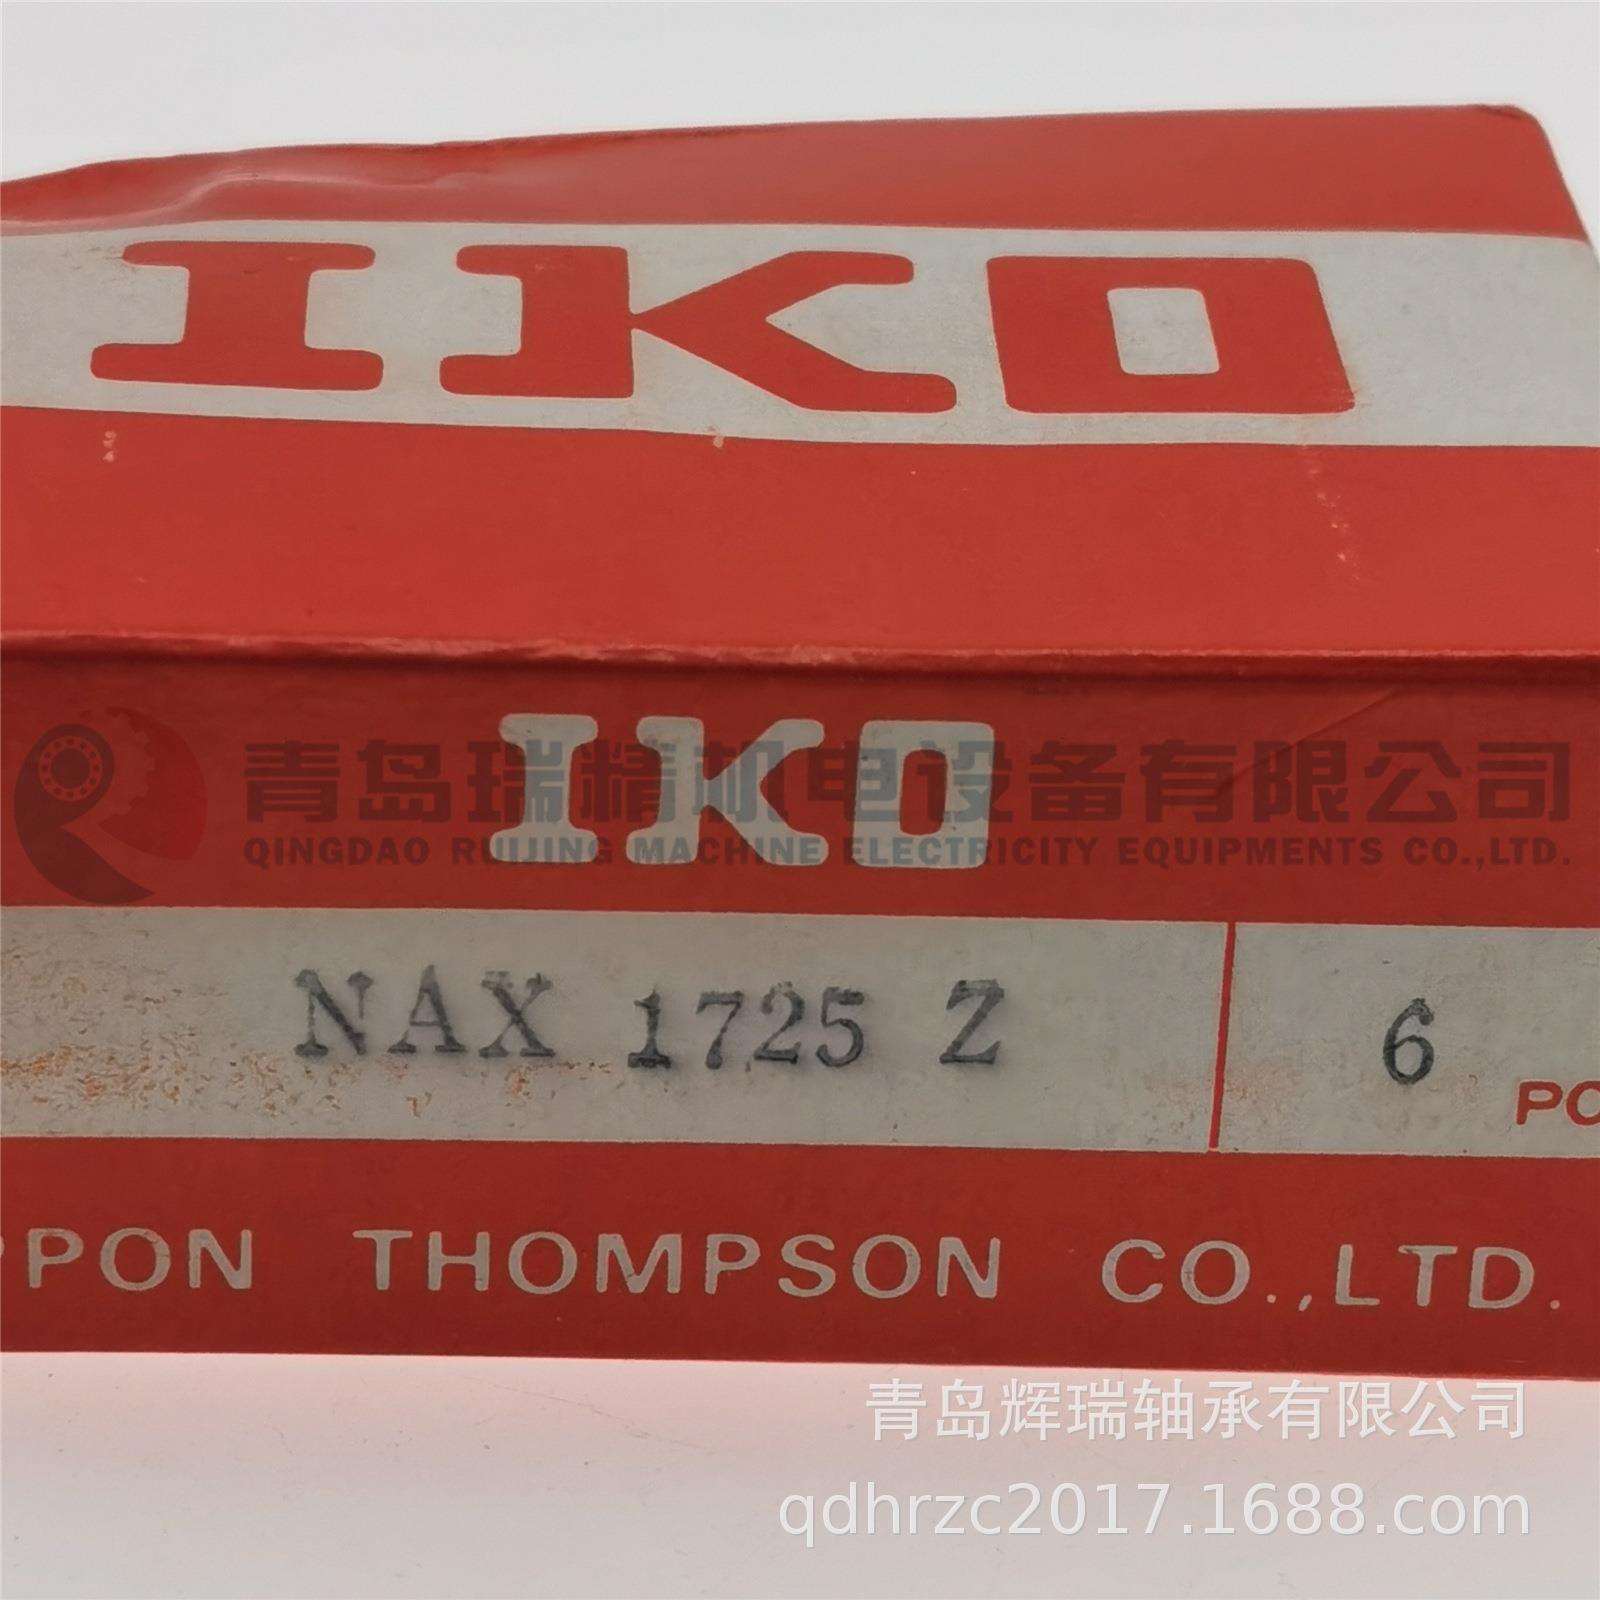 IKO
IKO
青岛瑞精机电设备有限公司
QINGDAO RUIJING MACHINE ELECTRICITY EQUIPMENTS CO.,LTD.
NAX 1725 Z 6 PC
PPON THOMPSON CO.,LTD.
青岛辉瑞轴承有限公司
qdhrzc2017.1688.com